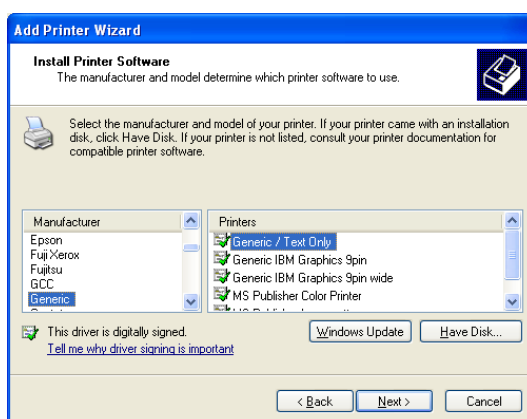 Add Printer Wizard
Install Printer Software
The manufacturer and model determine which printer software to use.
Select the manufacturer and model of your printer. If your printer came with an installation
disk, click Have Disk. If your printer is not listed, consult your printer documentation for
compatible printer software.
Manufacturer
Epson
Fuji Xerox
Fujitsu
GCC
Generic
Printers
Generic / Text Only
Generic IBM Graphics 9pin
Generic IBM Graphics 9pin wide
MS Publisher Color Printer
This driver is digitally signed.
Tell me why driver signing is important
Windows Update
Have Disk...
< Back
Next >
Cancel